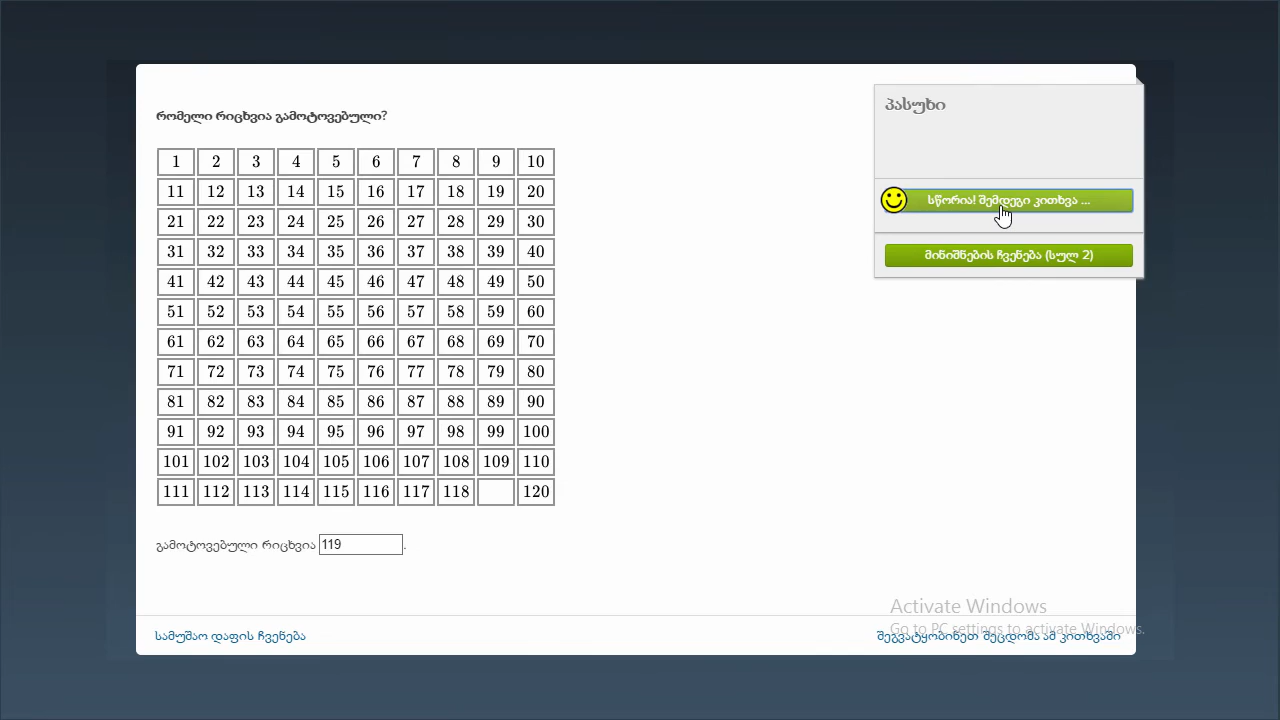 რომელი რიცხვია გამოტოვებული?
პასუხი
სწორია! შემდეგი კითხვა ...
მინიშნების ჩვენება (სულ 2)
1 2 3 4 5 6 7 8 9 10
11 12 13 14 15 16 17 18 19 20
21 22 23 24 25 26 27 28 29 30
31 32 33 34 35 36 37 38 39 40
41 42 43 44 45 46 47 48 49 50
51 52 53 54 55 56 57 58 59 60
61 62 63 64 65 66 67 68 69 70
71 72 73 74 75 76 77 78 79 80
81 82 83 84 85 86 87 88 89 90
91 92 93 94 95 96 97 98 99 100
101 102 103 104 105 106 107 108 109 110
111 112 113 114 115 116 117 118 120
გამოტოვებული რიცხვია 119.
Activate Windows
Go to PC settings to activate Windows.
სამუშაო დაფის ჩვენება
შეგვატყობინეთ შეცდომა ამ კითხვაში